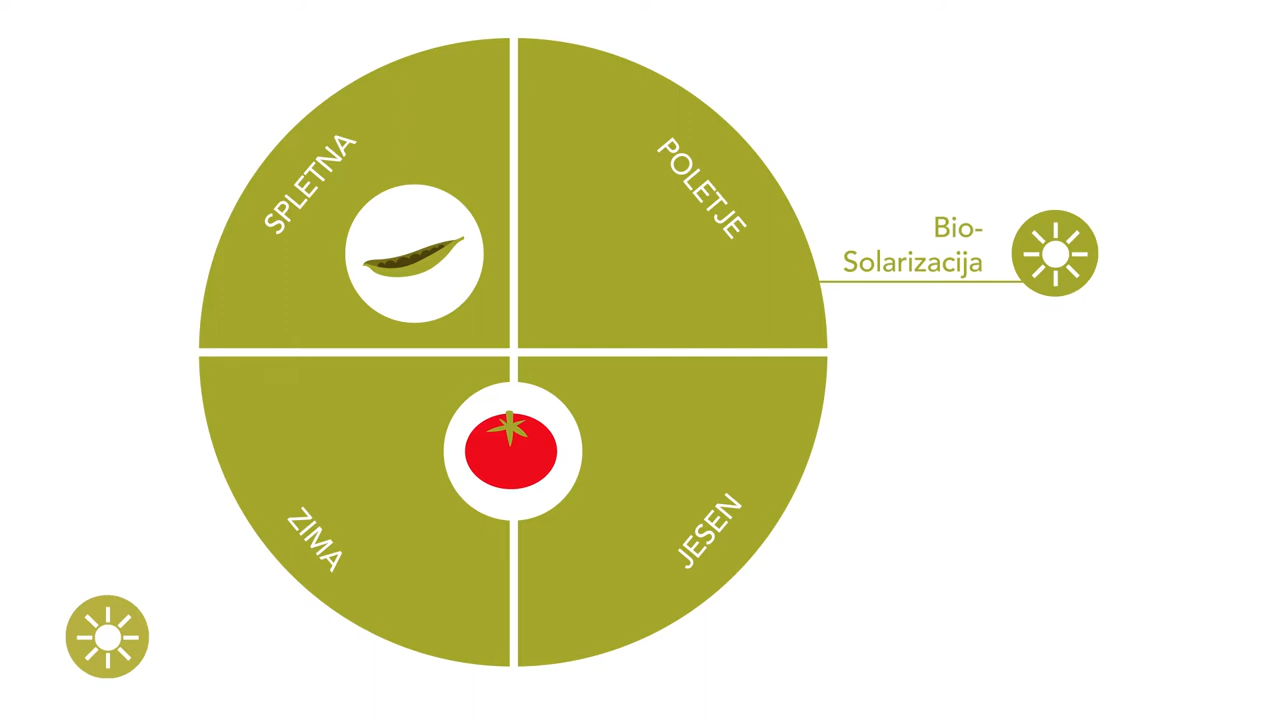 SPLETNA
POLETJE
Bio-
Solarizacija
ZIMA
JESEN